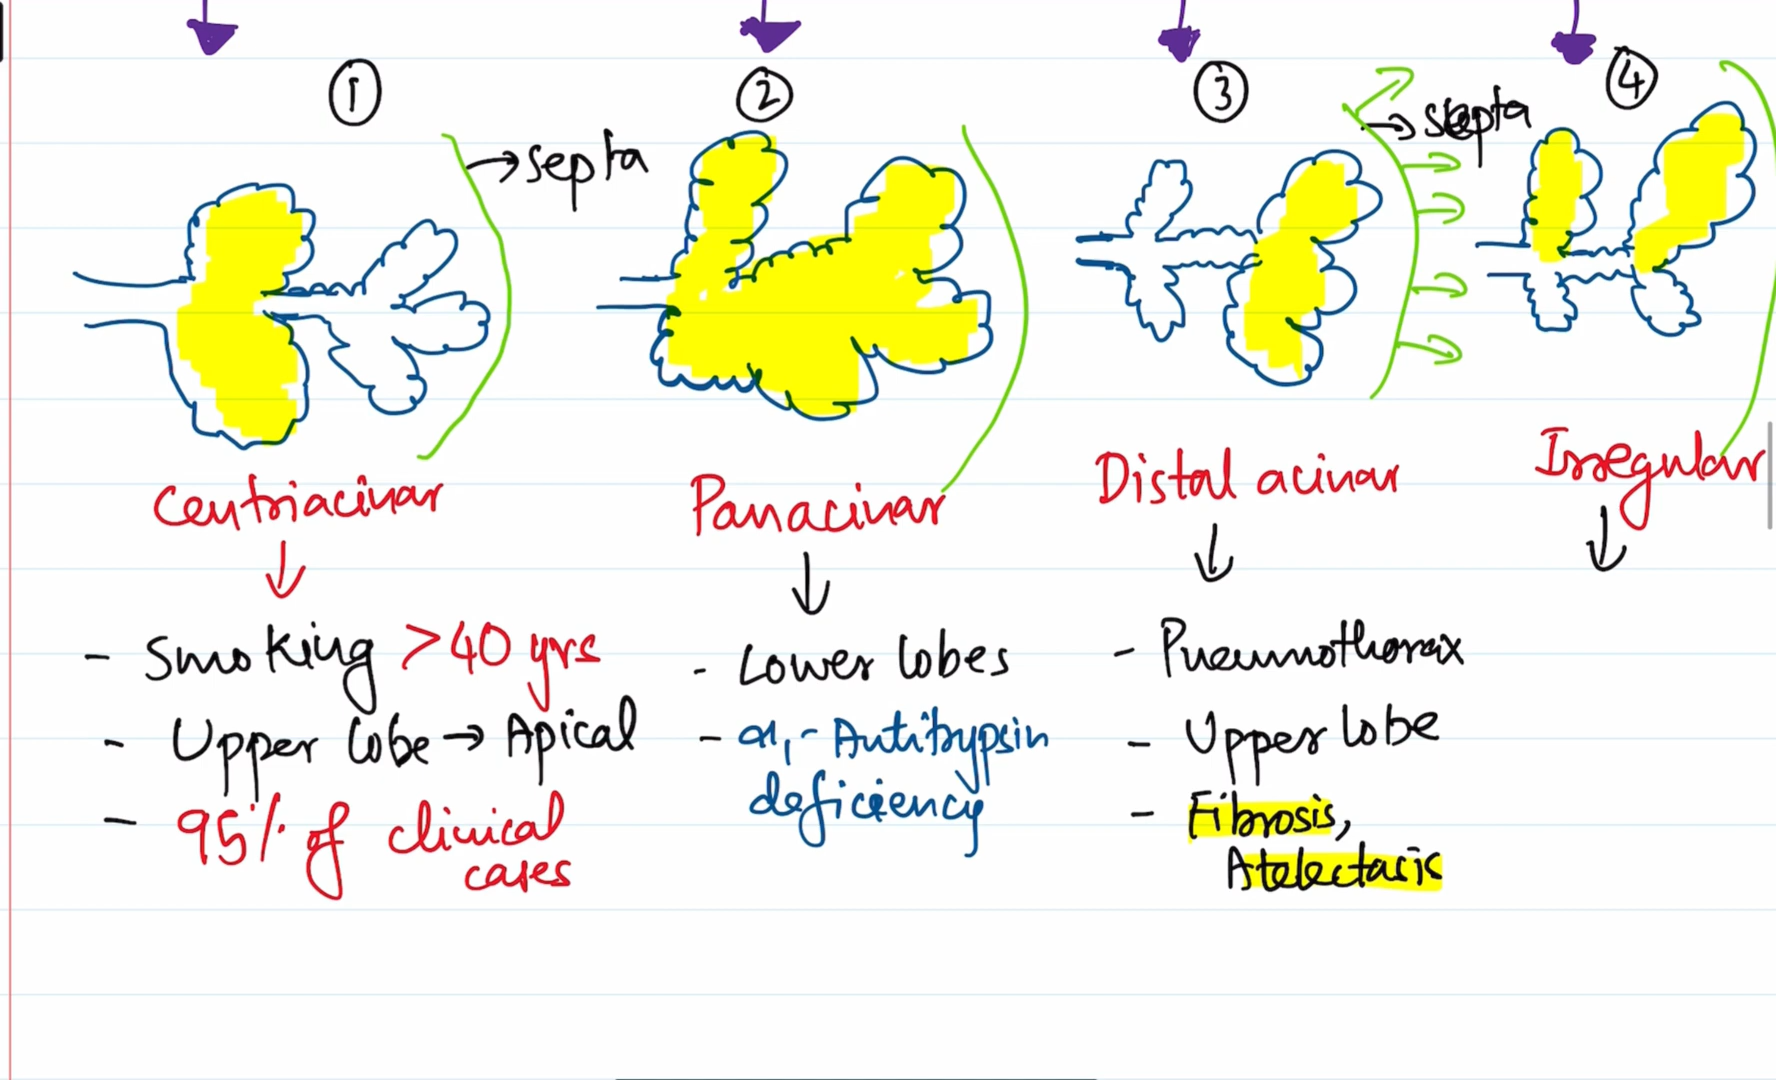 ①
②
③
④
→ septa
→ septa
Centriacinar
Panacinar
Distal acinar
Irregular
- Smoking >40 yrs
- Upper lobe → Apical
- 95% of clinical
cases
- Lower lobes
- α1,- Antitrypsin
deficiency
- Pneumothorax
- Upper lobe
- Fibrosis,
Atelectasis